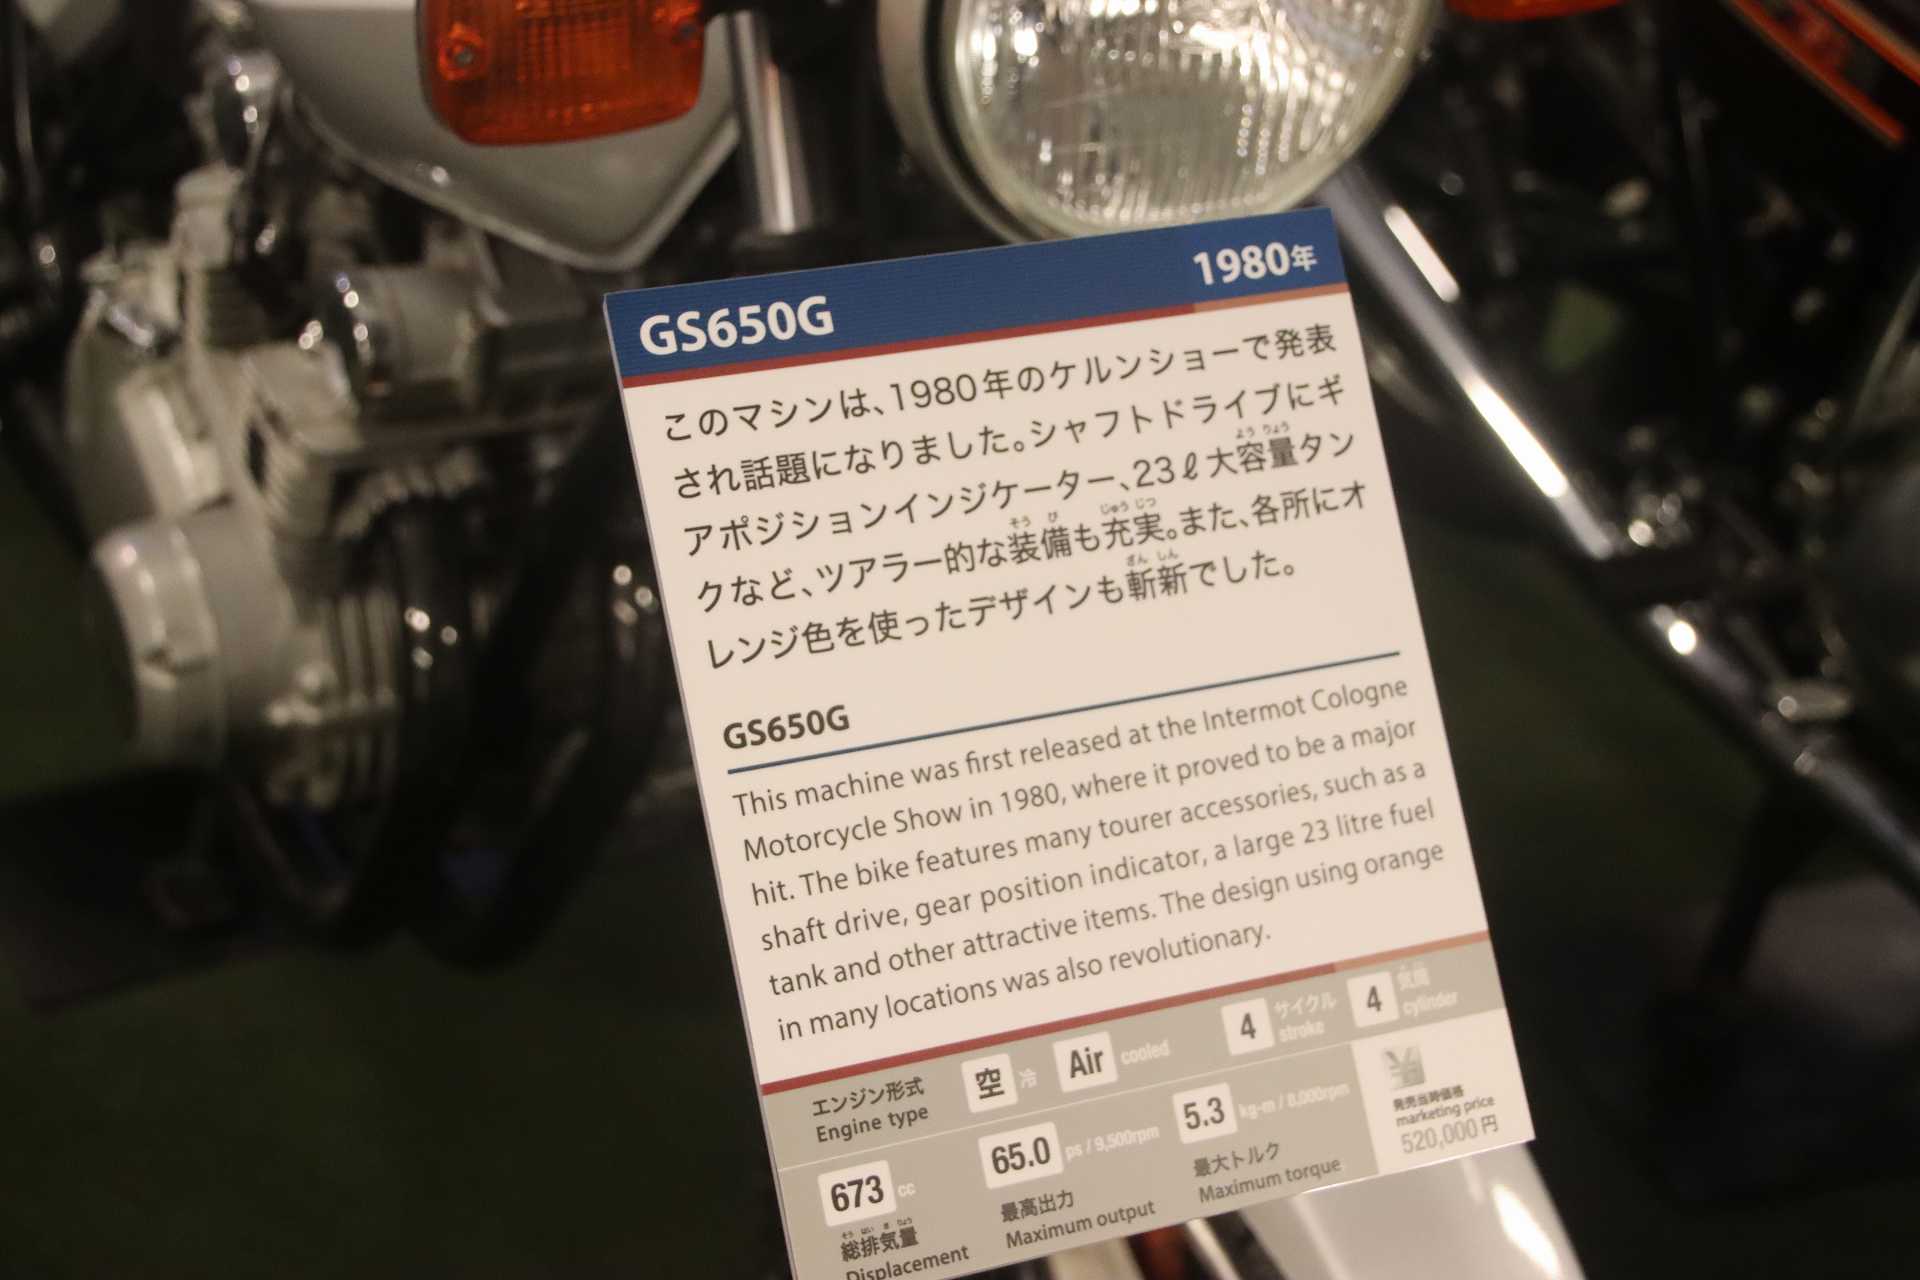 GS650G 1980年
このマシンは、1980年のケルンショーで発表
され話題になりました。シャフトドライブにギ
アポジションインジケーター、23ℓ大容量タン
クなど、ツアラー的な装備も充実。また、各所にオ
レンジ色を使ったデザインも斬新でした。
GS650G
This machine was first released at the Intermot Cologne
Motorcycle Show in 1980, where it proved to be a major
hit. The bike features many tourer accessories, such as a
shaft drive, gear position indicator, a large 23 litre fuel
tank and other attractive items. The design using orange
in many locations was also revolutionary.
エンジン形式 空冷 Air cooled 4 サイクル 4 気筒
Engine type stroke cylinder
673 cc 65.0 ps / 9,500rpm 5.3 kg-m / 8,000rpm
総排気量 最高出力 最大トルク
Displacement Maximum output Maximum torque
¥
発売当時価格
marketing price
520,000円